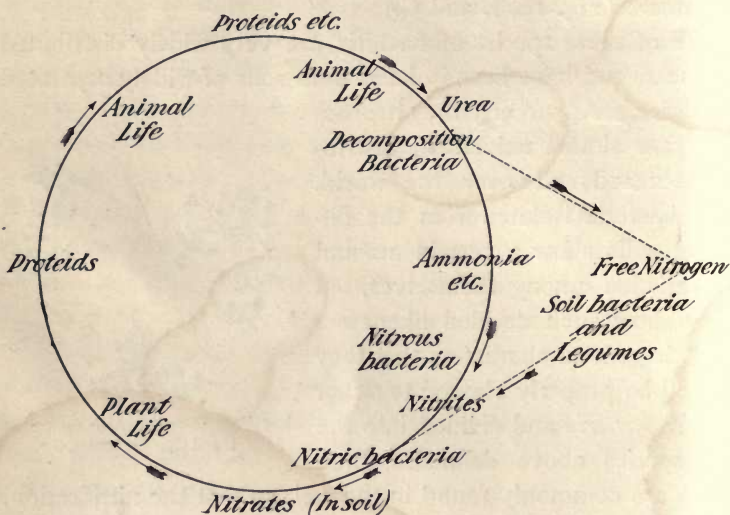 Proteids etc.
Animal
Life
Urea
Animal
Life
Decomposition
Bacteria
Proteids
Ammonia
etc.
Free Nitrogen
Soil bacteria
and
Legumes
Nitrous
bacteria
Nitrites
Plant
Life
Nitric bacteria
Nitrates (In soil)